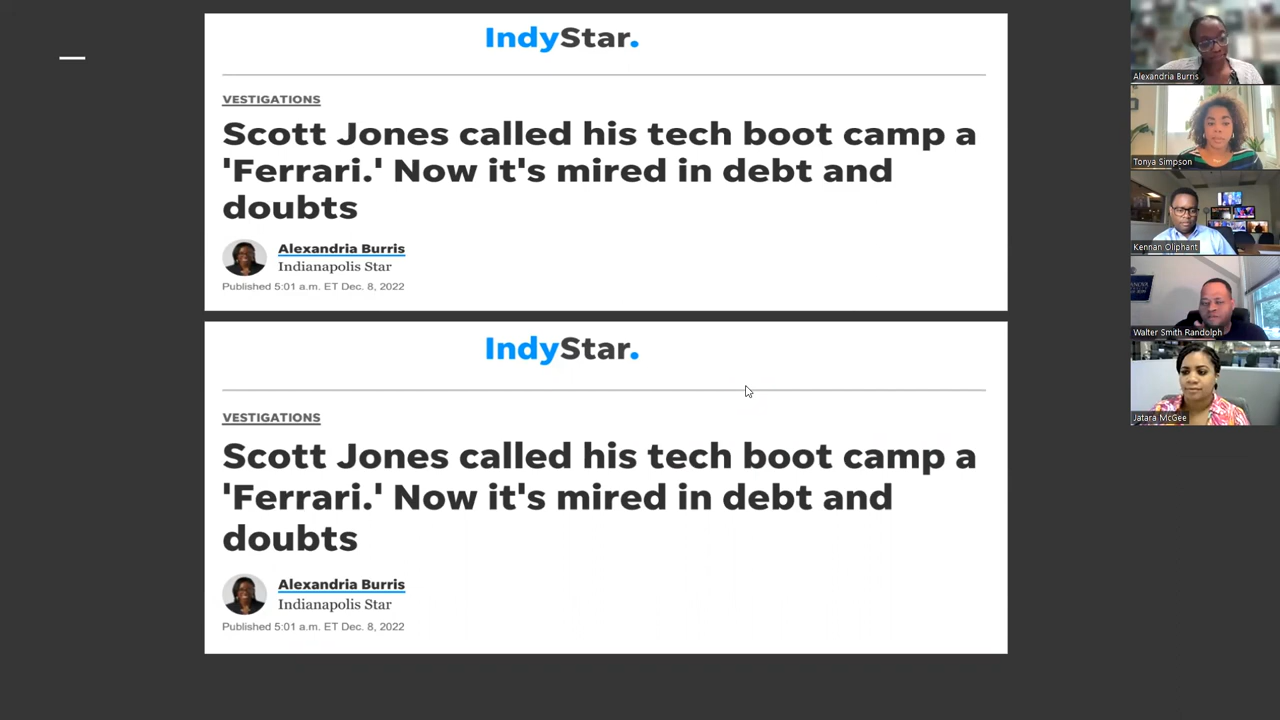 IndyStar.
VESTIGATIONS
Scott Jones called his tech boot camp a
'Ferrari.' Now it's mired in debt and
doubts
Alexandria Burris
Indianapolis Star
Published 5:01 a.m. ET Dec. 8, 2022
IndyStar.
VESTIGATIONS
Scott Jones called his tech boot camp a
'Ferrari.' Now it's mired in debt and
doubts
Alexandria Burris
Indianapolis Star
Published 5:01 a.m. ET Dec. 8, 2022
Alexandria Burris
Tonya Simpson
Kennan Oliphant
Walter Smith Randolph
Jatara McGee